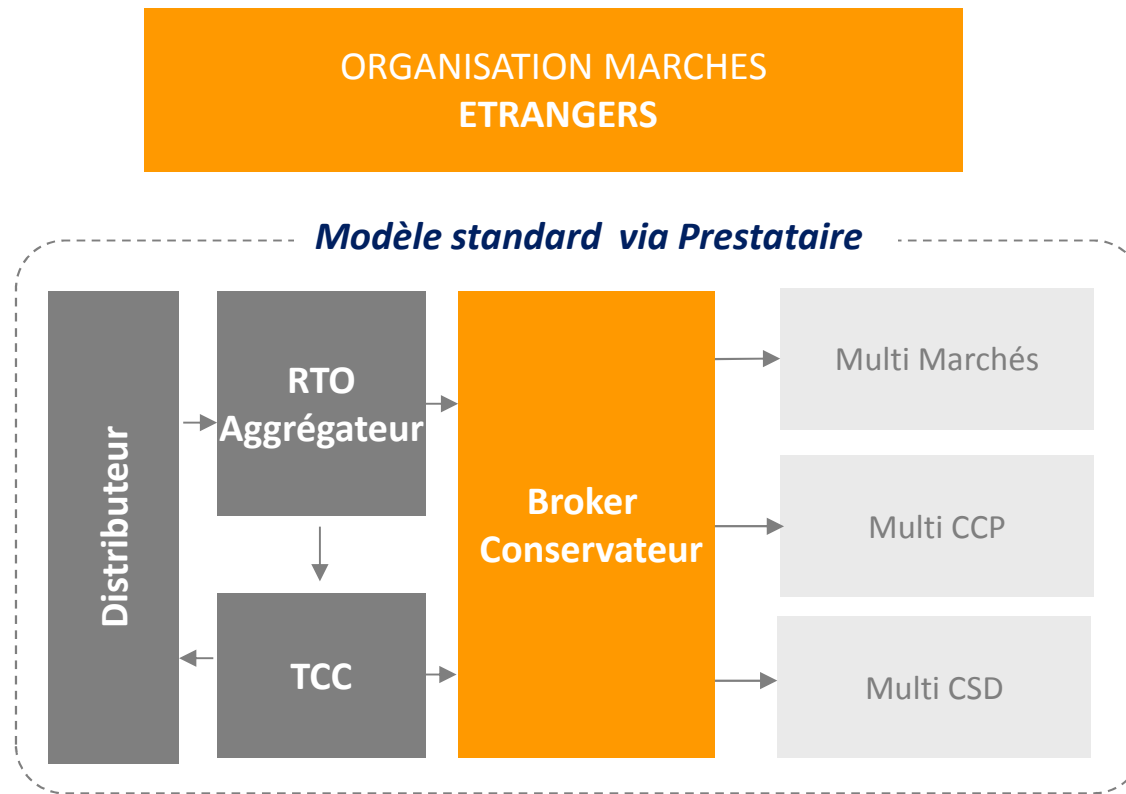 ORGANISATION MARCHES
ETRANGERS
Modèle standard via Prestataire
Distributeur
RTO
Aggrégateur
TCC
Broker
Conservateur
Multi Marchés
Multi CCP
Multi CSD